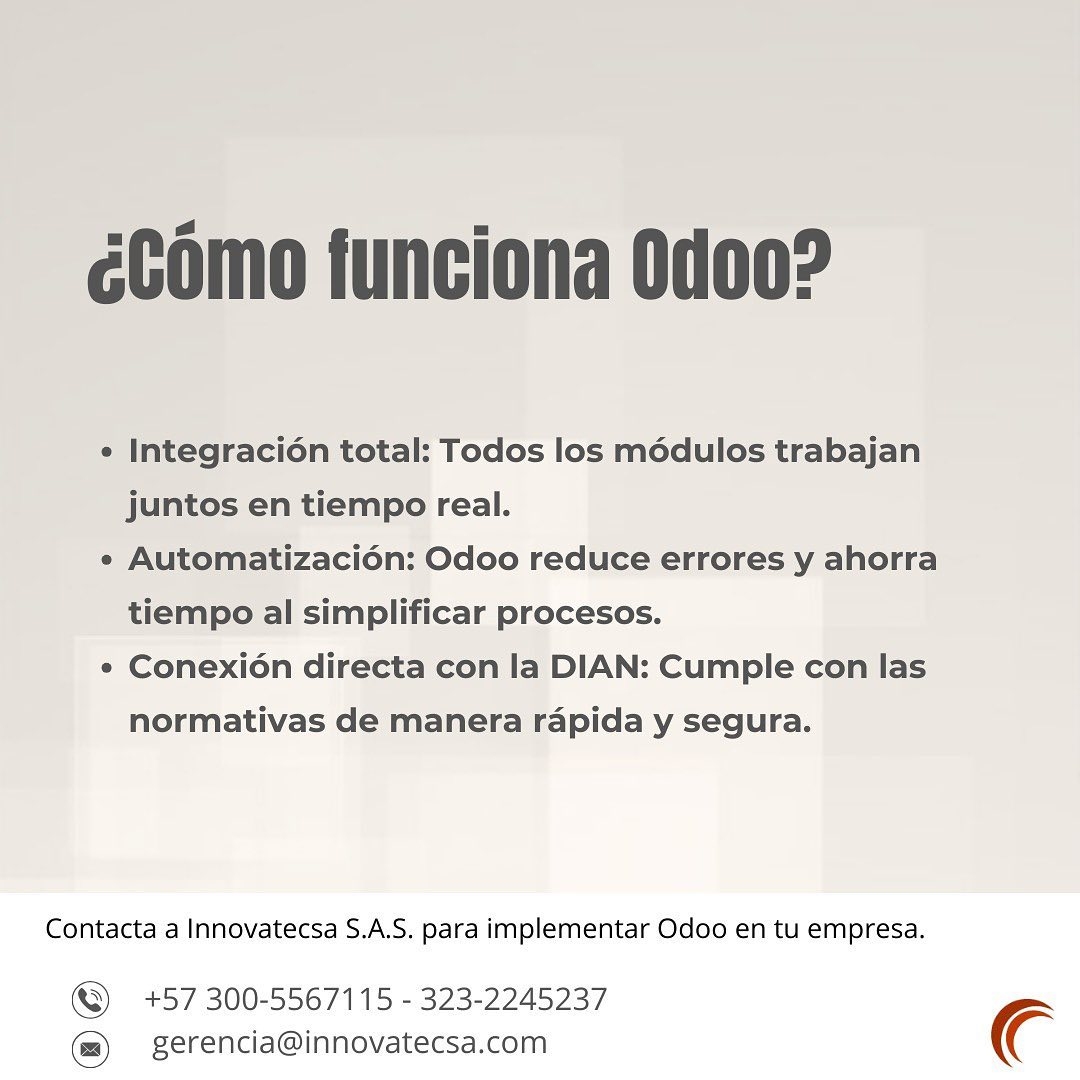 ¿Cómo funciona Odoo?
• Integración total: Todos los módulos trabajan
juntos en tiempo real.
• Automatización: Odoo reduce errores y ahorra
tiempo al simplificar procesos.
• Conexión directa con la DIAN: Cumple con las
normativas de manera rápida y segura.
Contacta a Innovatecsa S.A.S. para implementar Odoo en tu empresa.
+57 300-5567115 - 323-2245237
gerencia@innovatecsa.com